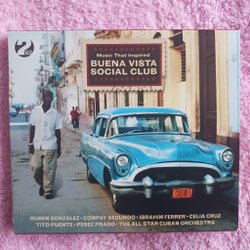 2
Music That Inspired
BUENA VISTA
SOCIAL CLUB
RUBEN GONZALEZ • COMPAY SEGUNDO • IBRAHIM FERRER • CELIA CRUZ
TITO PUENTE • PEREZ PRADO • THE ALL STAR CUBAN ORCHESTRA